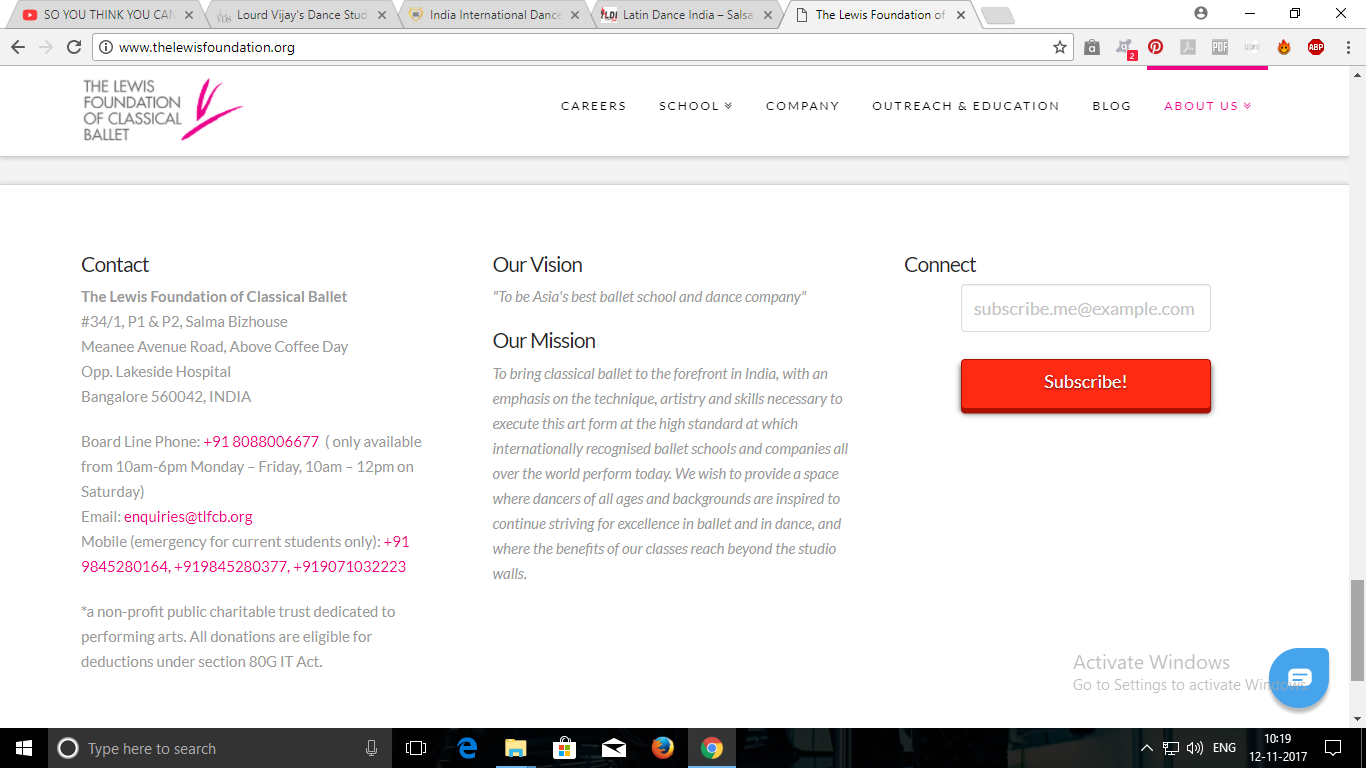 SO YOU THINK YOU CAN
Lourd Vijay's Dance Stud
India International Dance
Latin Dance India – Salsa
The Lewis Foundation of
www.thelewisfoundation.org
2
PDF
ABP
THE LEWIS
FOUNDATION
OF CLASSICAL
BALLET
CAREERS
SCHOOL
COMPANY
OUTREACH & EDUCATION
BLOG
ABOUT US
Contact
The Lewis Foundation of Classical Ballet
#34/1, P1 & P2, Salma Bizhouse
Meanee Avenue Road, Above Coffee Day
Opp. Lakeside Hospital
Bangalore 560042, INDIA
Board Line Phone: +91 8088006677 ( only available
from 10am-6pm Monday – Friday, 10am – 12pm on
Saturday)
Email: enquiries@tlfcb.org
Mobile (emergency for current students only): +91
9845280164, +919845280377, +919071032223
*a non-profit public charitable trust dedicated to
performing arts. All donations are eligible for
deductions under section 80G IT Act.
Our Vision
"To be Asia's best ballet school and dance company"
Our Mission
To bring classical ballet to the forefront in India, with an
emphasis on the technique, artistry and skills necessary to
execute this art form at the high standard at which
internationally recognised ballet schools and companies all
over the world perform today. We wish to provide a space
where dancers of all ages and backgrounds are inspired to
continue striving for excellence in ballet and in dance, and
where the benefits of our classes reach beyond the studio
walls.
Connect
subscribe.me@example.com
Subscribe!
Activate Windows
Go to Settings to activate Windows.
Type here to search
ENG
10:19
12-11-2017